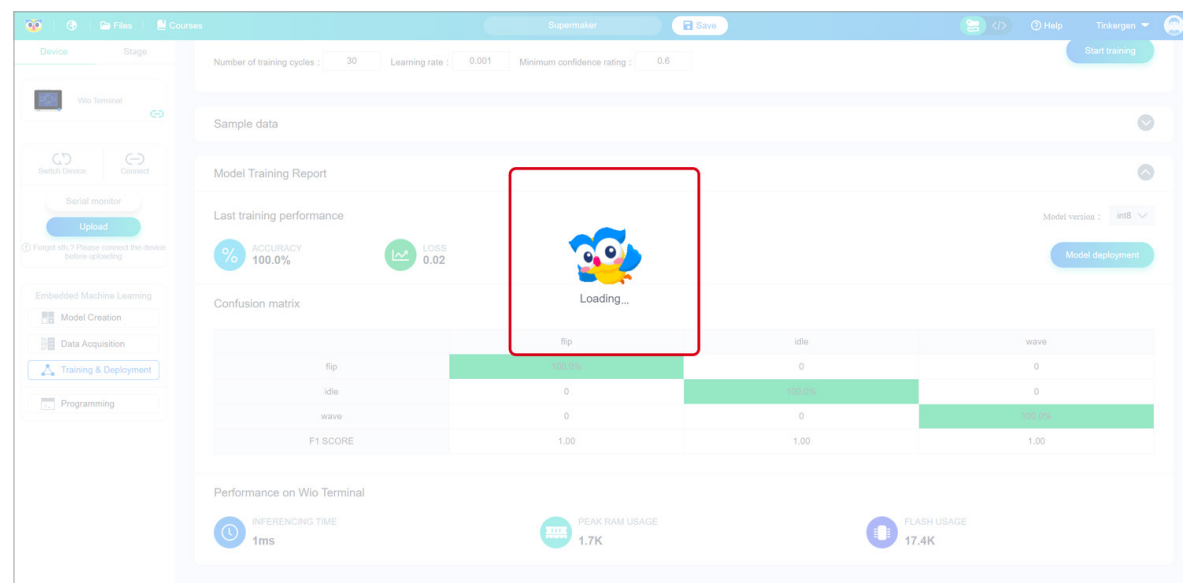 Files
Courses
Supermaker
Save
</>
Help
Tinkergen
Device
Stage
Number of training cycles :
30
Learning rate :
0.001
Minimum confidence rating :
0.6
Start training
Wio Terminal
Sample data
Switch Device
Connect
Model Training Report
Serial monitor
Upload
Forgot sth.? Please connect the device
before uploading
Last training performance
Model version :
int8
%
ACCURACY
100.0%
LOSS
0.02
Model deployment
Loading...
Embedded Machine Learning
Model Creation
Data Acquisition
Training & Deployment
Programming
Confusion matrix
flip
idle
wave
flip
100.0%
0
0
idle
0
100.0%
0
wave
0
0
100.0%
F1 SCORE
1.00
1.00
1.00
Performance on Wio Terminal
INFERENCING TIME
1ms
PEAK RAM USAGE
1.7K
FLASH USAGE
17.4K